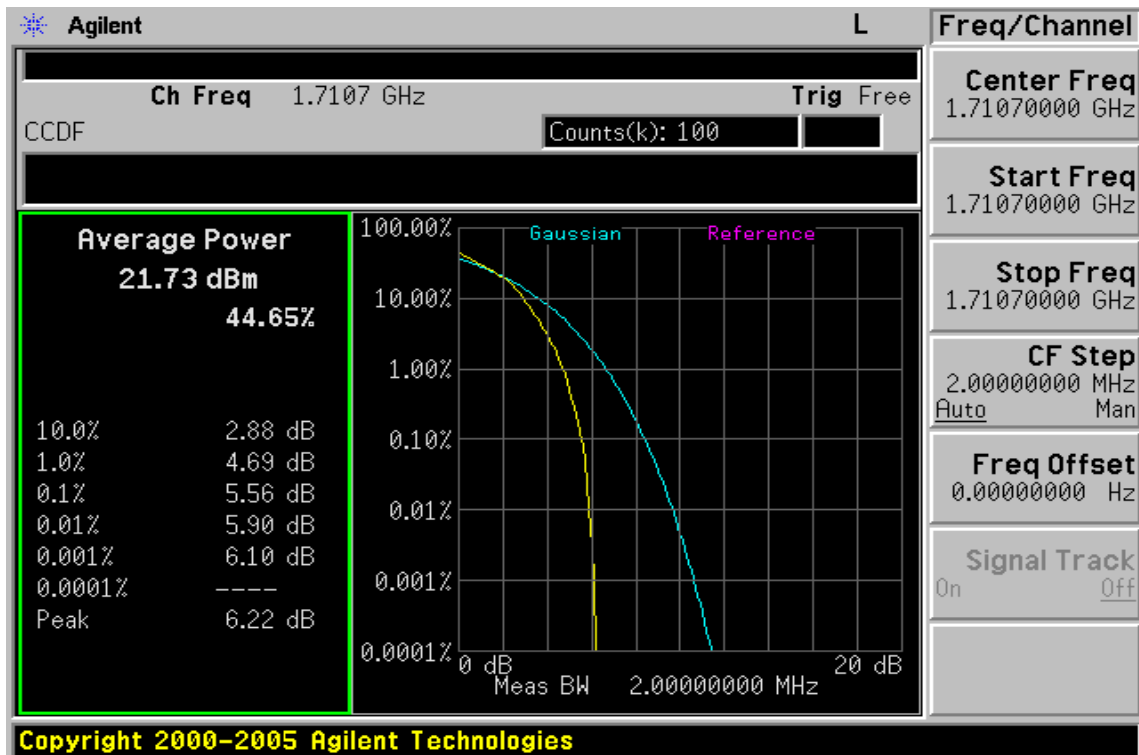 Agilent L
Freq/Channel
Ch Freq 1.7107 GHz Trig Free
CCDF Counts(k): 100
Average Power
21.73 dBm
44.65%
10.0% 2.88 dB
1.0% 4.69 dB
0.1% 5.56 dB
0.01% 5.90 dB
0.001% 6.10 dB
0.0001% ----
Peak 6.22 dB
Gaussian Reference
100.00%
10.00%
1.00%
0.10%
0.01%
0.001%
0.0001%
0 dB 20 dB
Meas BW 2.00000000 MHz
Center Freq
1.71070000 GHz
Start Freq
1.71070000 GHz
Stop Freq
1.71070000 GHz
CF Step
2.00000000 MHz
Auto Man
Freq Offset
0.00000000 Hz
Signal Track
On Off
Copyright 2000-2005 Agilent Technologies